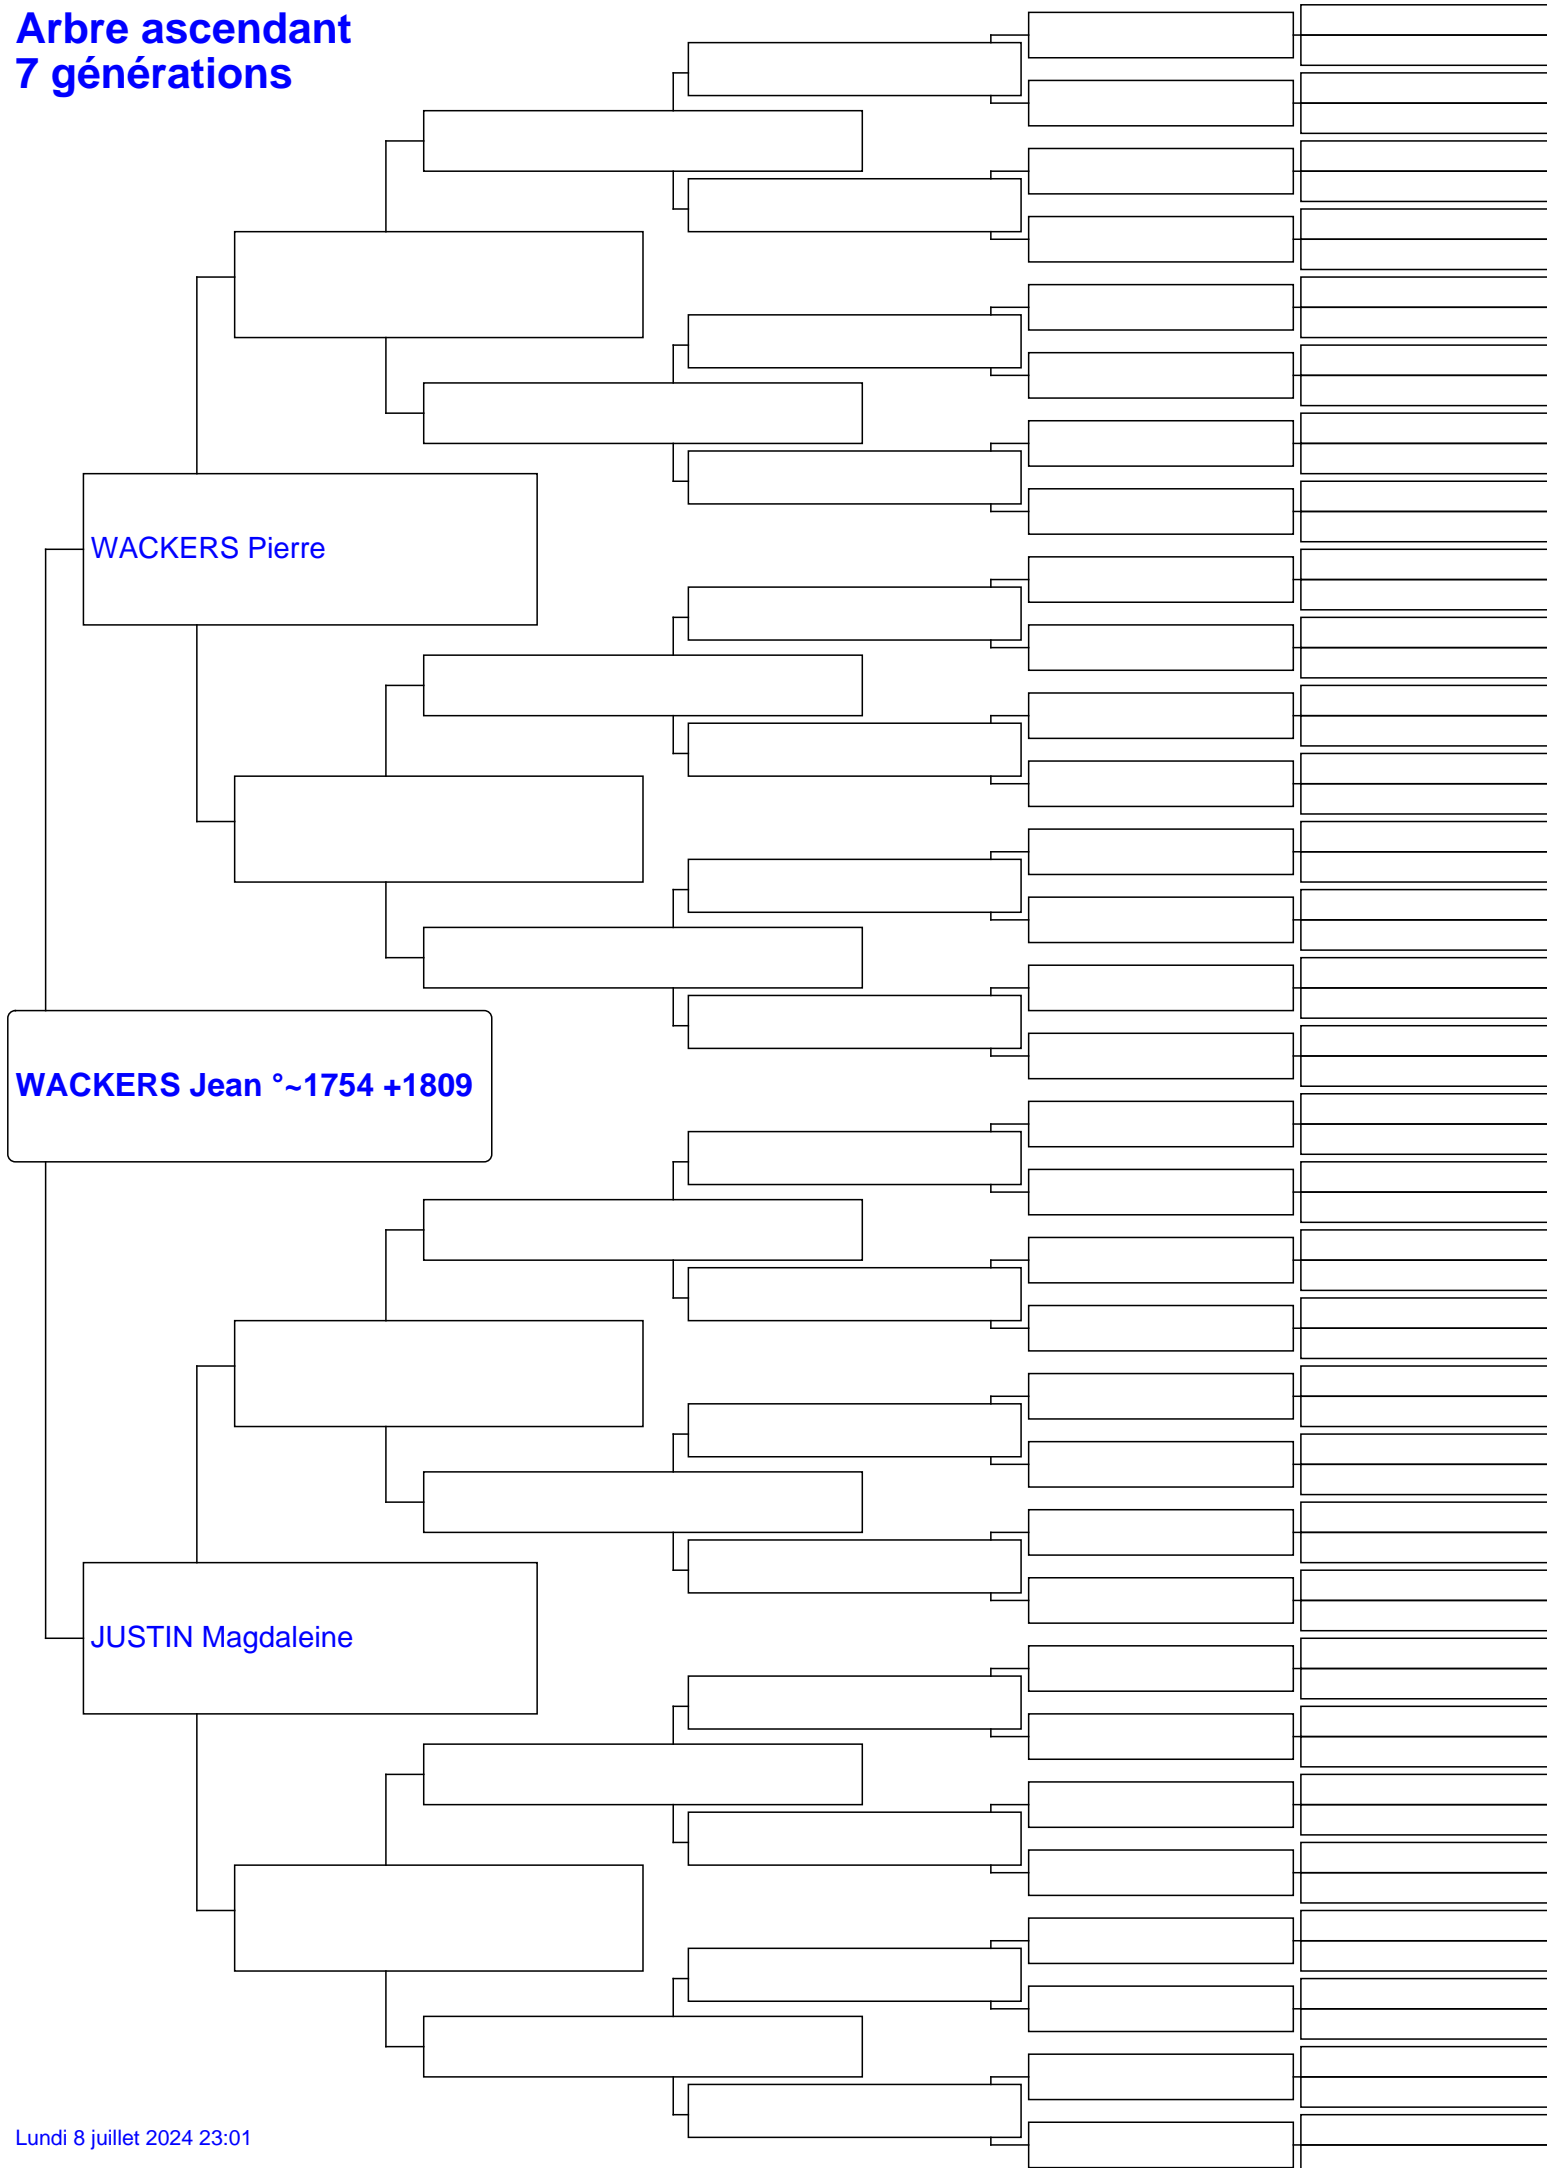 Arbre ascendant
7 générations
WACKERS Pierre
WACKERS Jean °~1754 +1809
JUSTIN Magdaleine
Lundi 8 juillet 2024 23:01